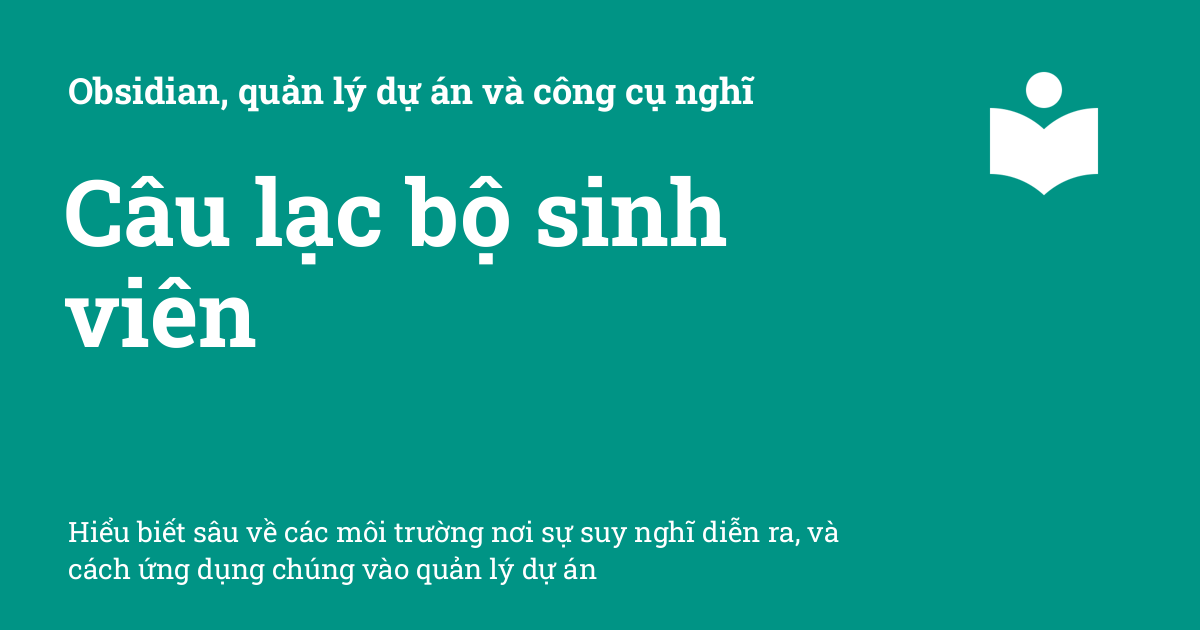 Obsidian, quản lý dự án và công cụ nghĩ
Câu lạc bộ sinh
viên
Hiểu biết sâu về các môi trường nơi sự suy nghĩ diễn ra, và
cách ứng dụng chúng vào quản lý dự án